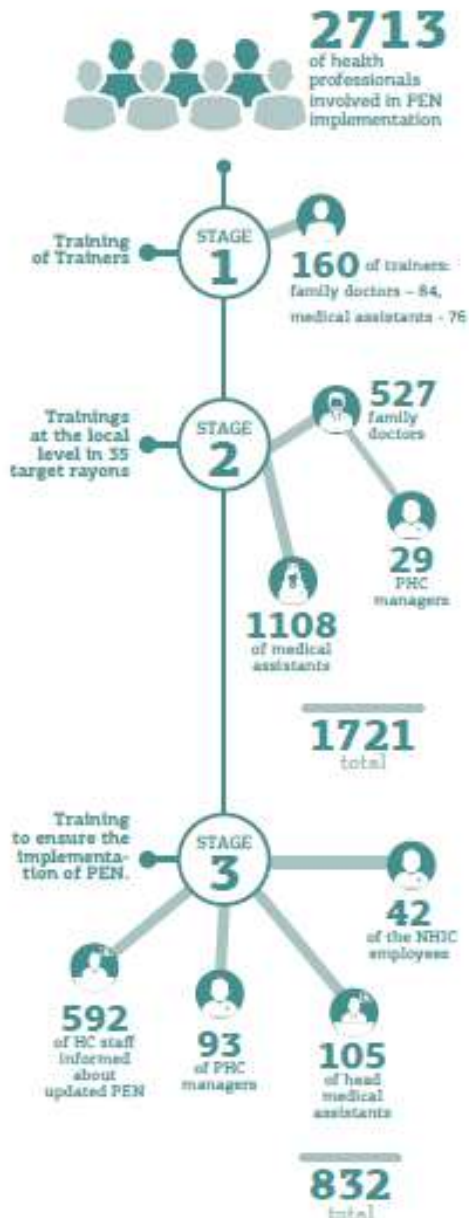 2713
of health
professionals
involved in PEN
implementation
Training
of Trainers
STAGE
1
160 of trainers:
family doctors – 84,
medical assistants - 76
Trainings
at the local
level in 35
target rayons
STAGE
2
527
family
doctors
29
PHC
managers
1108
of medical
assistants
1721
total
Training
to ensure the
implementa-
tion of PEN.
STAGE
3
42
of the NHIC
employees
592
of HC staff
informed
about
updated PEN
93
of PHC
managers
105
of head
medical
assistants
832
total